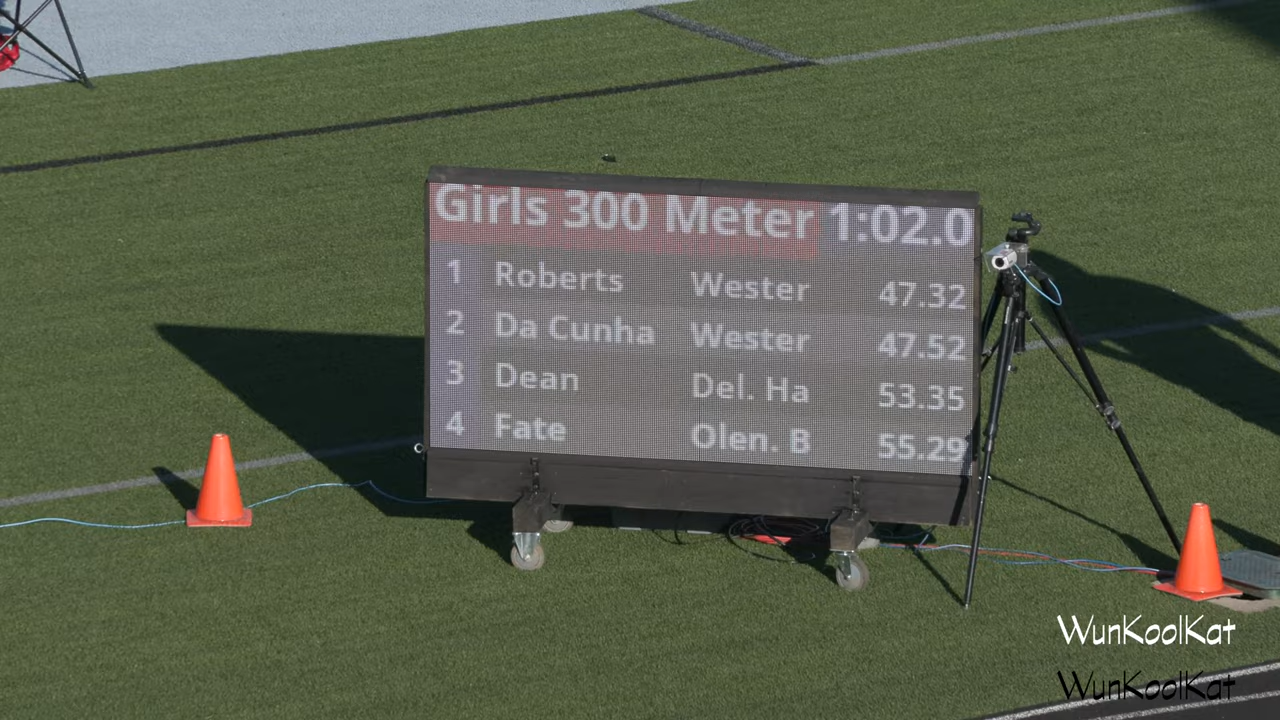 Girls 300 Meter 1:02.0
1 Roberts Wester 47.32
2 Da Cunha Wester 47.52
3 Dean Del. Ha 53.35
4 Fate Olen. B 55.29
WunKoolKat
WunKoolKat